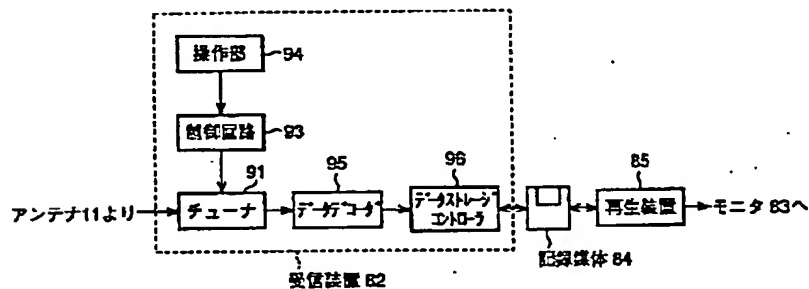 操作部
94
制御回路
93
91
95
96
85
アンテナ11より
チューナ
データデコーダ
データストレージ
コントローラ
再生装置
モニタ83へ
受信装置82
記録媒体84